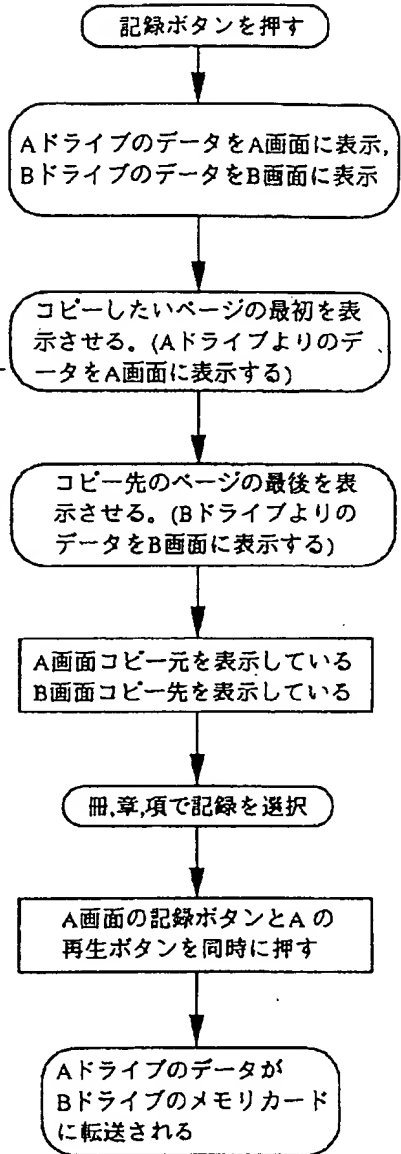 記録ボタンを押す
AドライブのデータをA画面に表示,
BドライブのデータをB画面に表示
コピーしたいページの最初を表
示させる。(Aドライブよりのデ
ータをA画面に表示する)
コピー先のページの最後を表
示させる。(Bドライブよりの
データをB画面に表示する)
A画面コピー元を表示している
B画面コピー先を表示している
冊,章,項で記録を選択
A画面の記録ボタンとAの
再生ボタンを同時に押す
Aドライブのデータが
Bドライブのメモリカード
に転送される